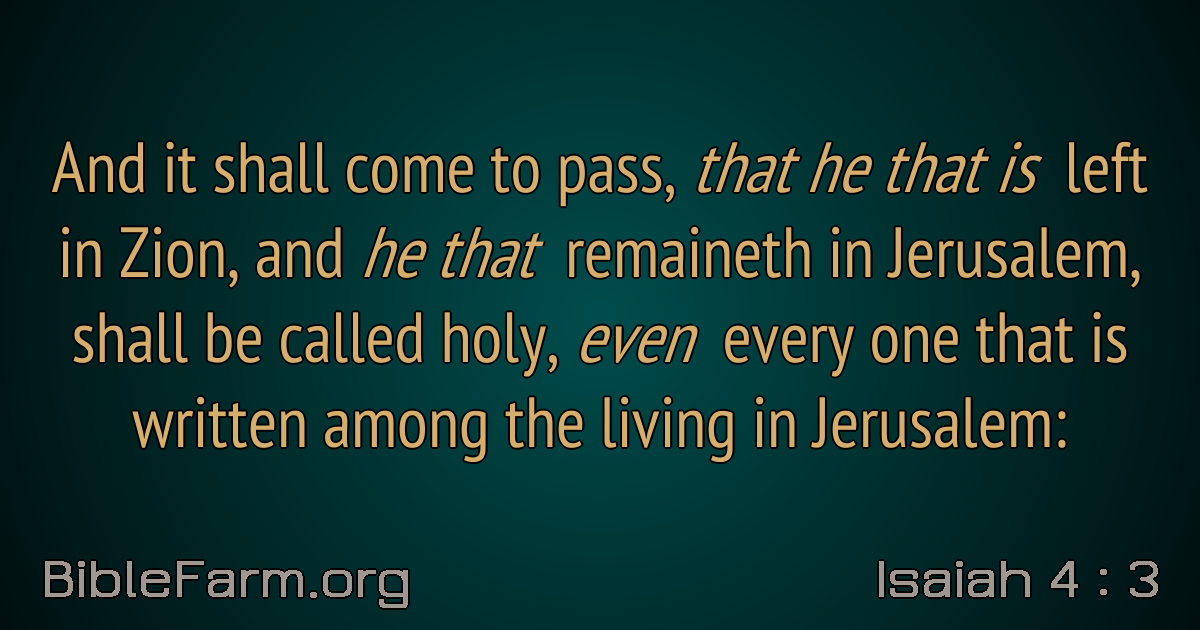 And it shall come to pass, that he that is left
in Zion, and he that remaineth in Jerusalem,
shall be called holy, even every one that is
written among the living in Jerusalem:
BibleFarm.org
Isaiah 4 : 3